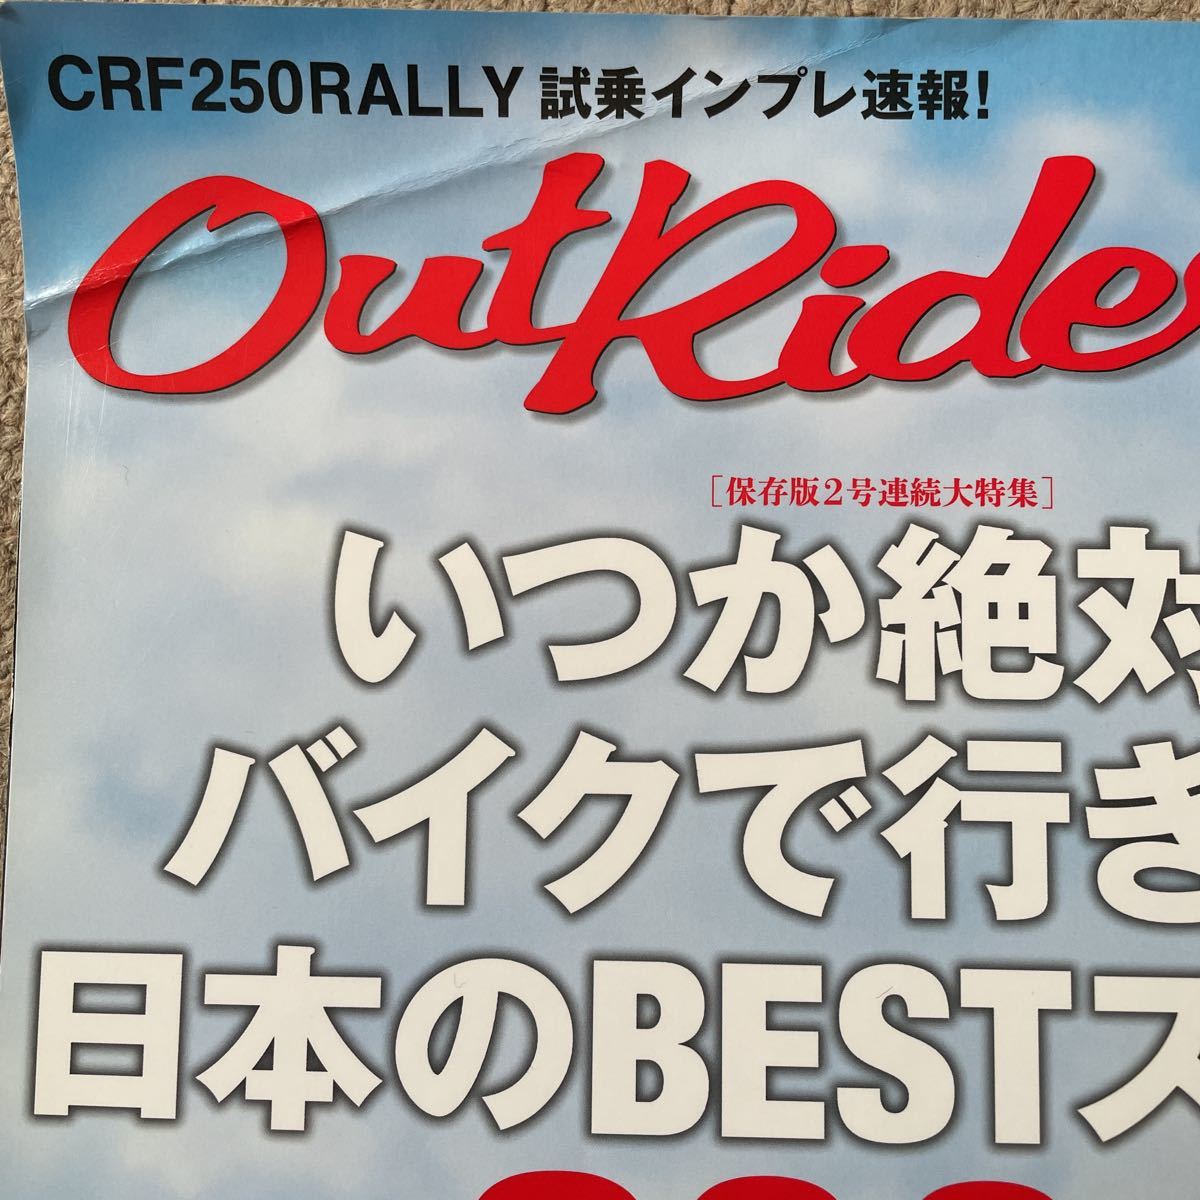 CRF250RALLY 試乗インプレ速報!
OutRide
［保存版2号連続大特集］
いつか絶対
バイクで行き
日本のBESTス